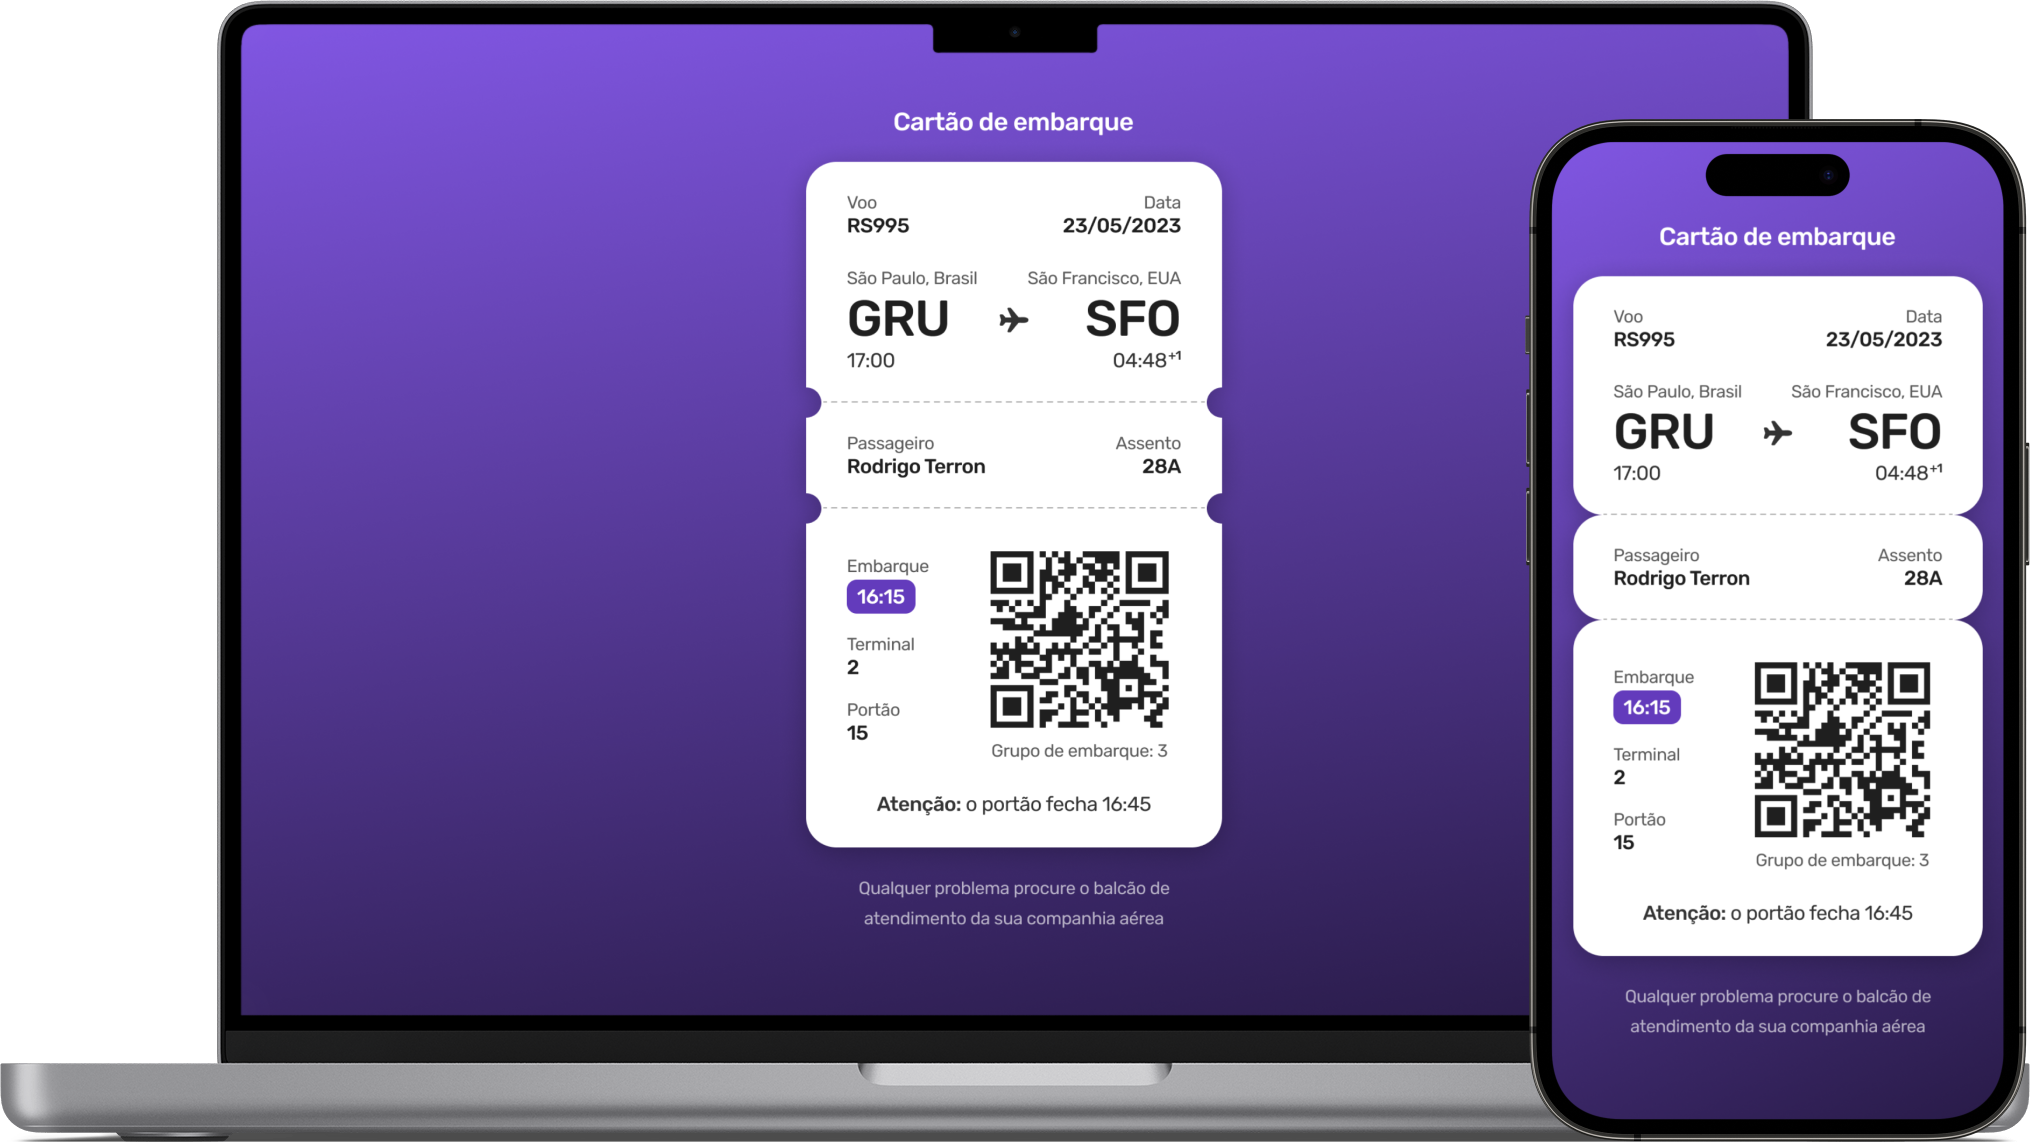 Cartão de embarque
Voo Data
RS995 23/05/2023
São Paulo, Brasil São Francisco, EUA
GRU SFO
17:00 04:48+1
Passageiro Assento
Rodrigo Terron 28A
Embarque
16:15
Terminal
2
Portão
15
Grupo de embarque: 3
Atenção: o portão fecha 16:45
Qualquer problema procure o balcão de
atendimento da sua companhia aérea
Cartão de embarque
Voo Data
RS995 23/05/2023
São Paulo, Brasil São Francisco, EUA
GRU SFO
17:00 04:48+1
Passageiro Assento
Rodrigo Terron 28A
Embarque
16:15
Terminal
2
Portão
15
Grupo de embarque: 3
Atenção: o portão fecha 16:45
Qualquer problema procure o balcão de
atendimento da sua companhia aérea